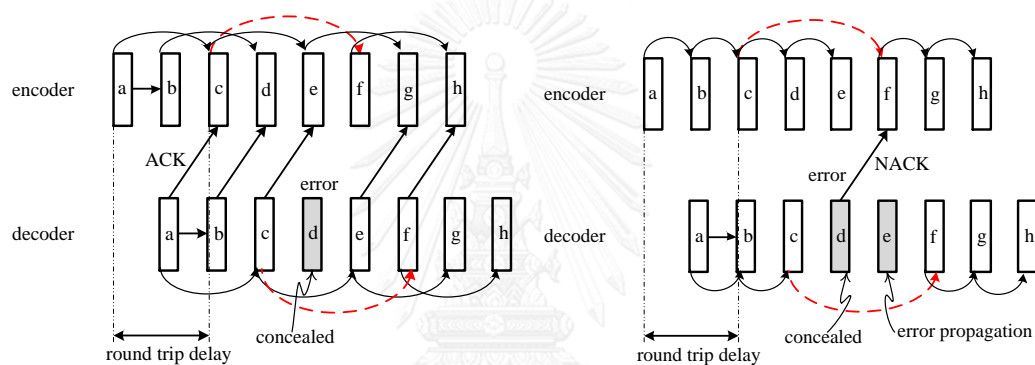 encoder
a
b
c
d
e
f
g
h
ACK
error
decoder
a
b
c
d
e
f
g
h
concealed
round trip delay
encoder
a
b
c
d
e
f
g
h
error
NACK
decoder
a
b
c
d
e
f
g
h
concealed
error propagation
round trip delay